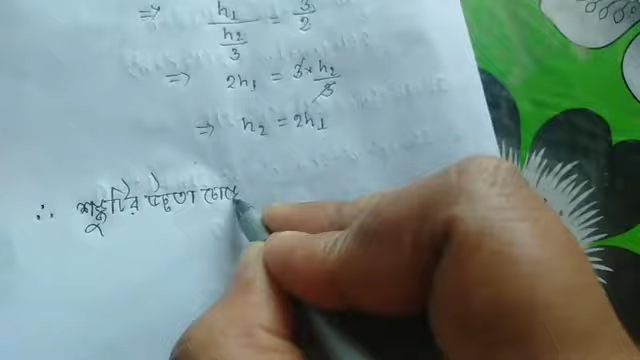 => h₁ / (h₂/3) = 3/2
=> 2h₁ = 3 × h₂/3
=> h₂ = 2h₁
∴ শঙ্কুটির উচ্চতা